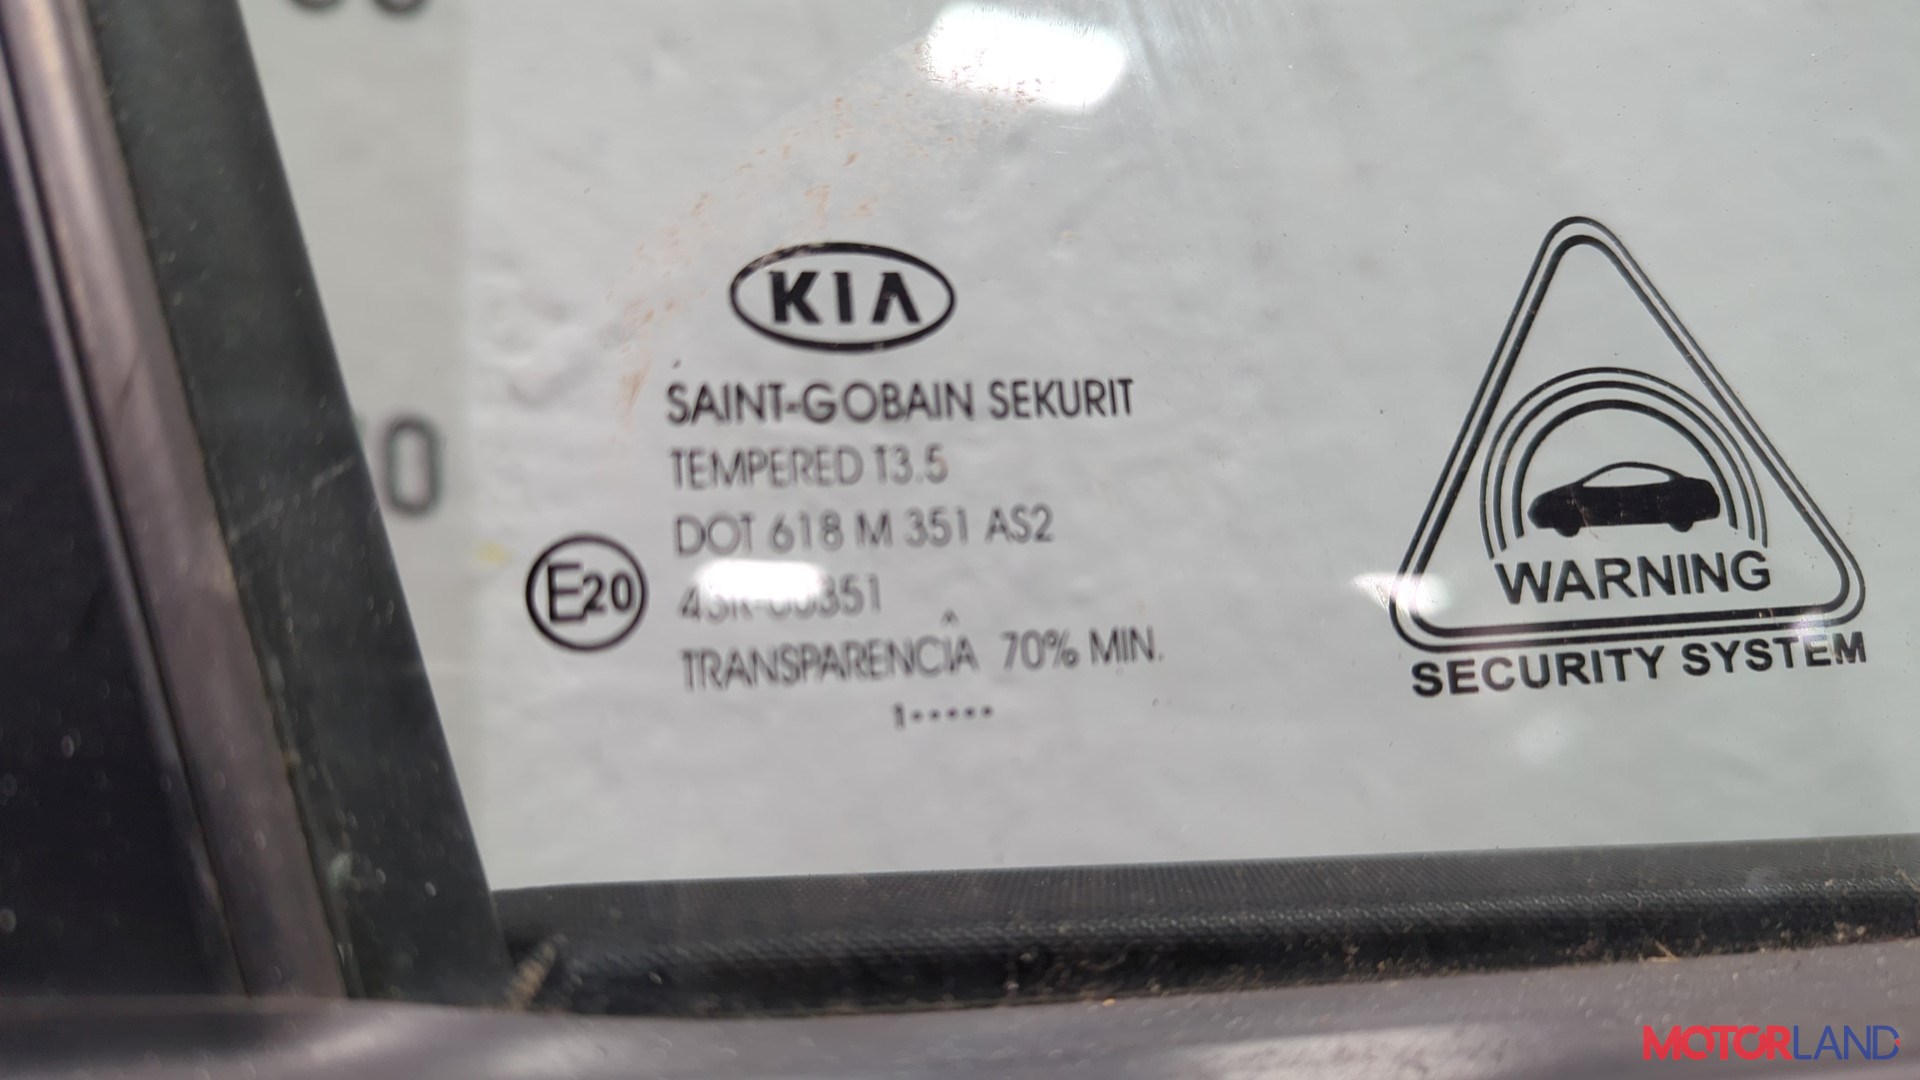 KIA
SAINT-GOBAIN SEKURIT
TEMPERED T3.5
DOT 618 M 351 AS2
E20
TRANSPARENCIA 70% MIN.
1•••••
WARNING
SECURITY SYSTEM
MOTORLAND